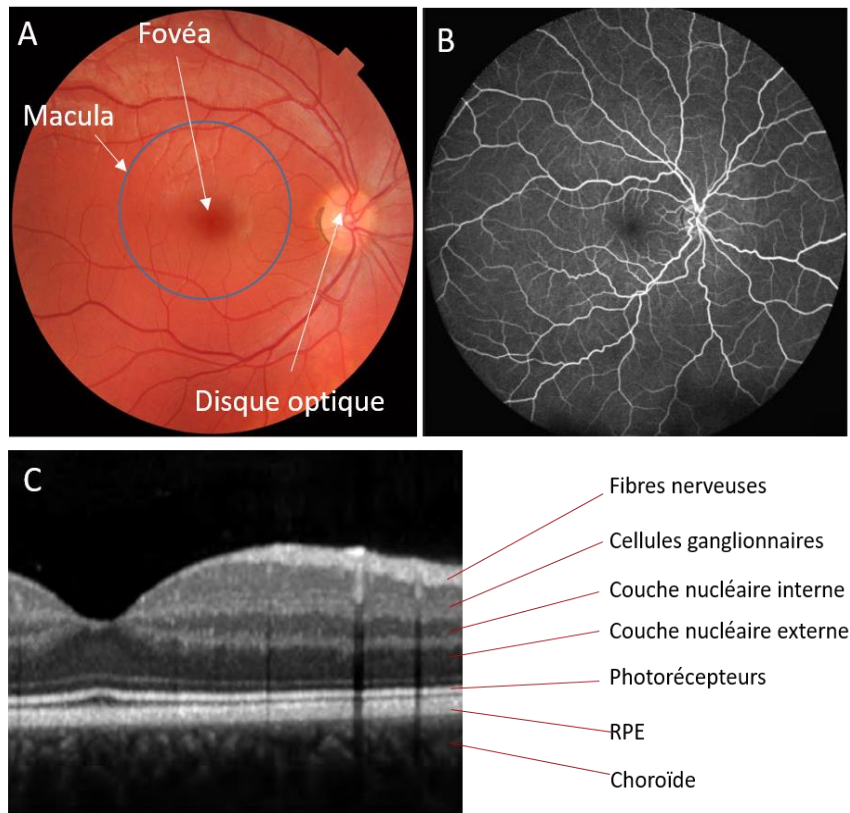 A
Fovéa
Macula
Disque optique
B
C
Fibres nerveuses
Cellules ganglionnaires
Couche nucléaire interne
Couche nucléaire externe
Photorécepteurs
RPE
Choroïde